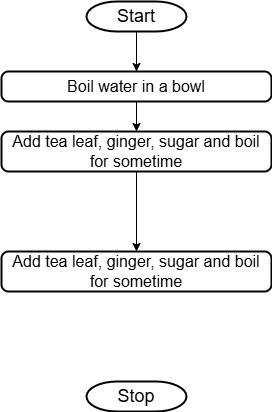 Start
Boil water in a bowl
Add tea leaf, ginger, sugar and boil
for sometime
Add tea leaf, ginger, sugar and boil
for sometime
Stop